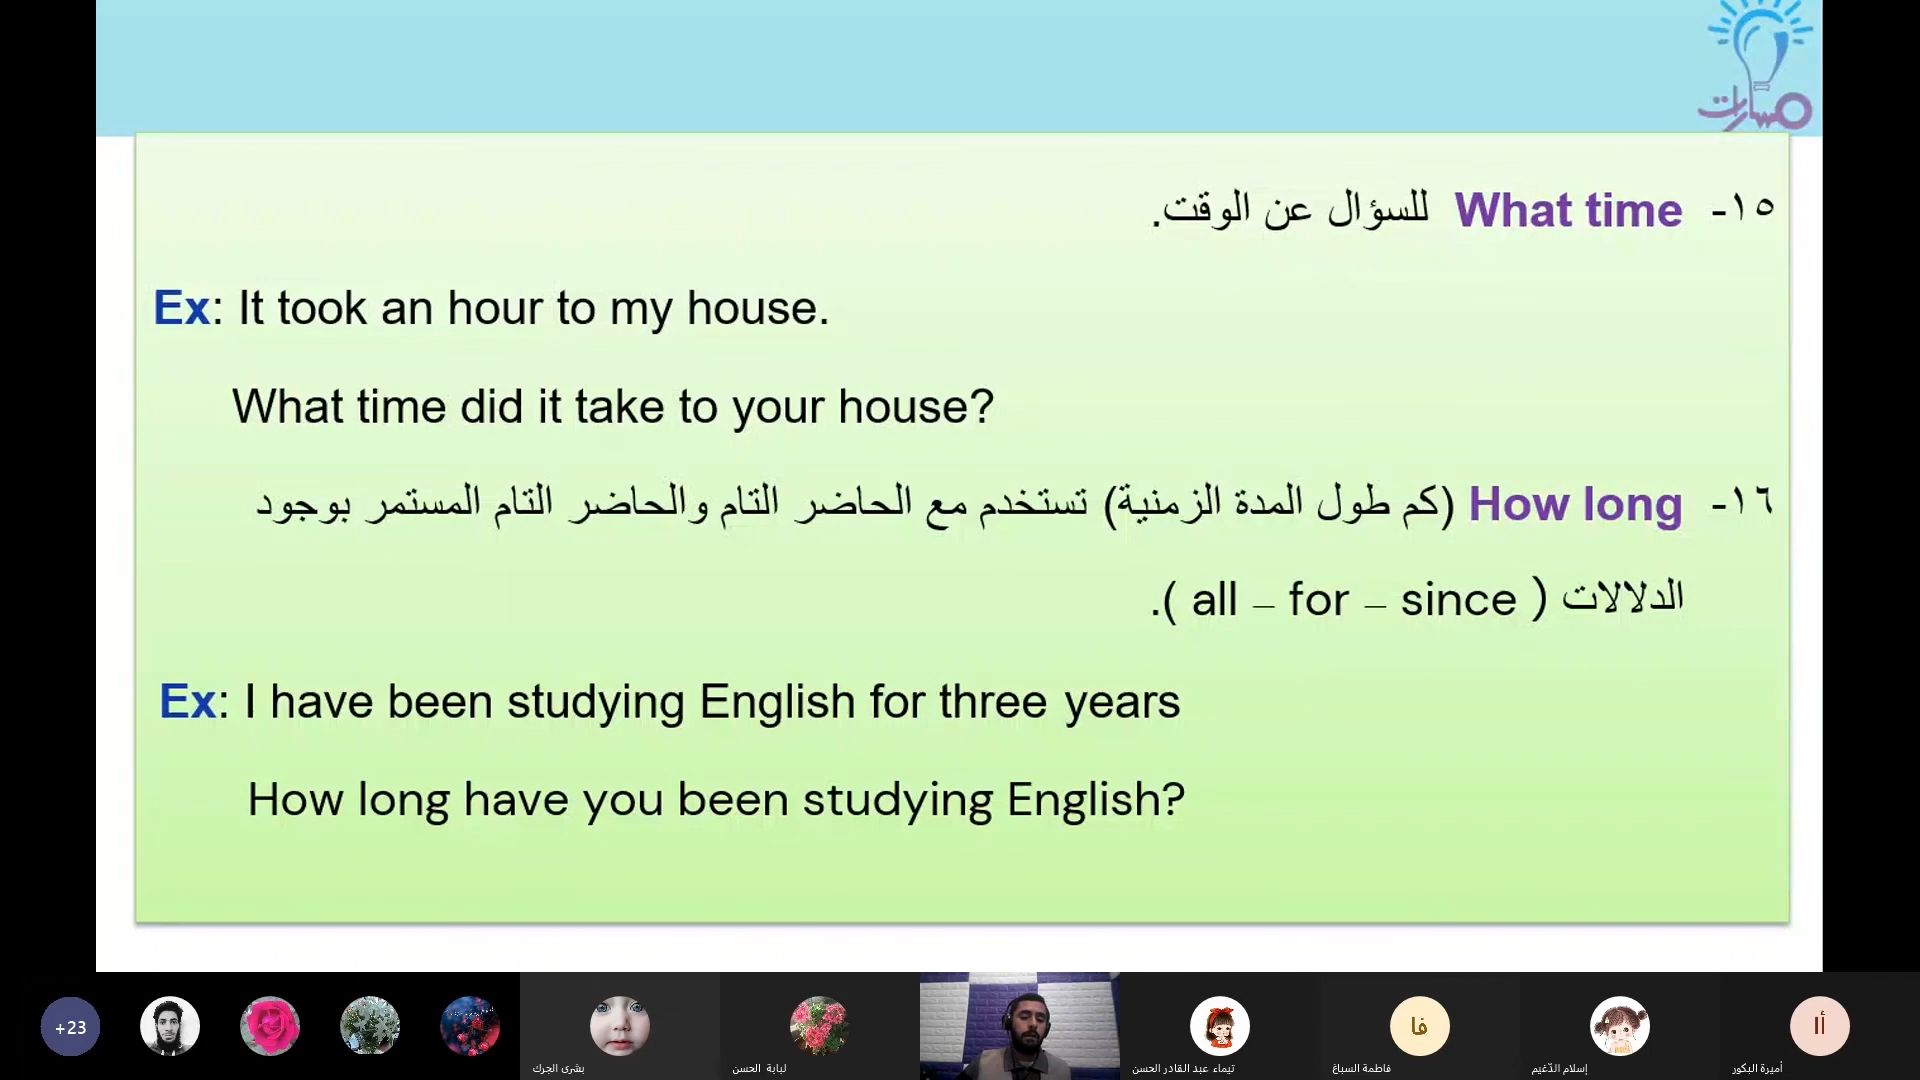 مسارات
١٥- What time للسؤال عن الوقت.
Ex: It took an hour to my house.
What time did it take to your house?
١٦- How long (كم طول المدة الزمنية) تستخدم مع الحاضر التام والحاضر التام المستمر بوجود
الدلالات ( all – for – since ).
Ex: I have been studying English for three years
How long have you been studying English?
+23
بشرى الجرك
لبابة الحسن
تيماء عبد القادر الحسن
فا
فاطمة السباغ
إسلام الدّغيم
أا
أميرة البكور